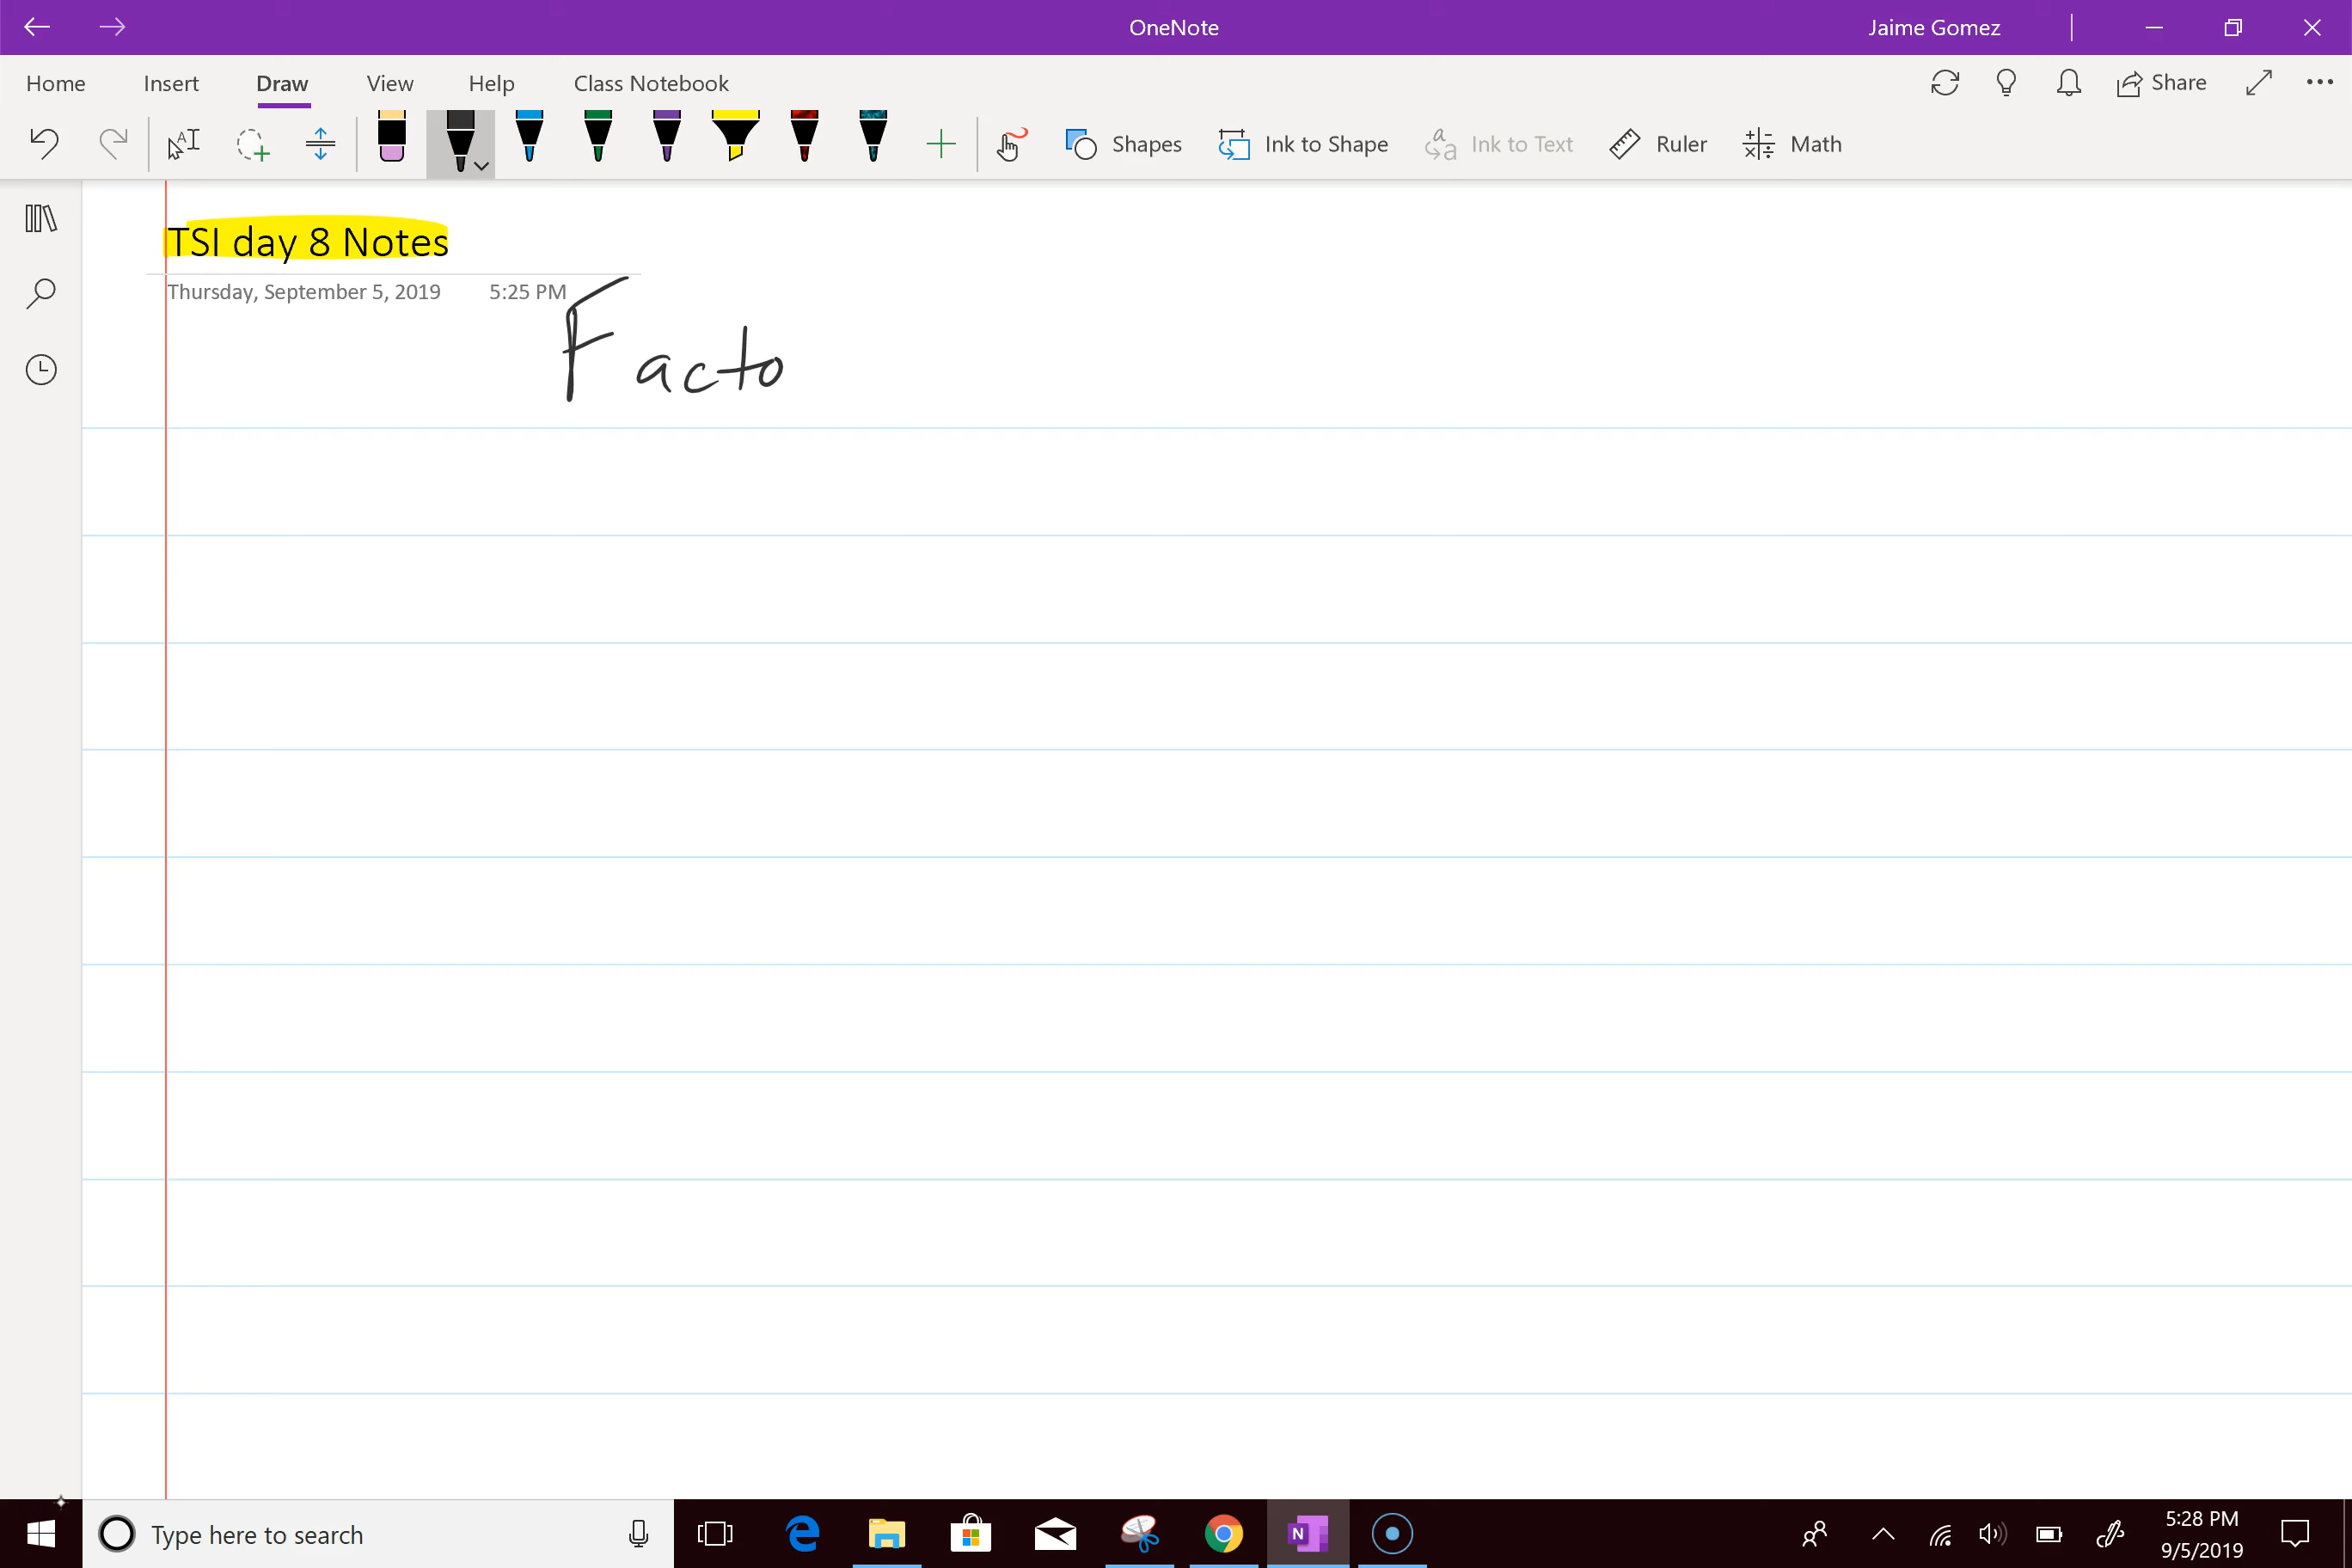 OneNote
Jaime Gomez
Home Insert Draw View Help Class Notebook Share
Shapes Ink to Shape Ink to Text Ruler Math
TSI day 8 Notes
Thursday, September 5, 2019 5:25 PM
Facto
Type here to search
5:28 PM
9/5/2019